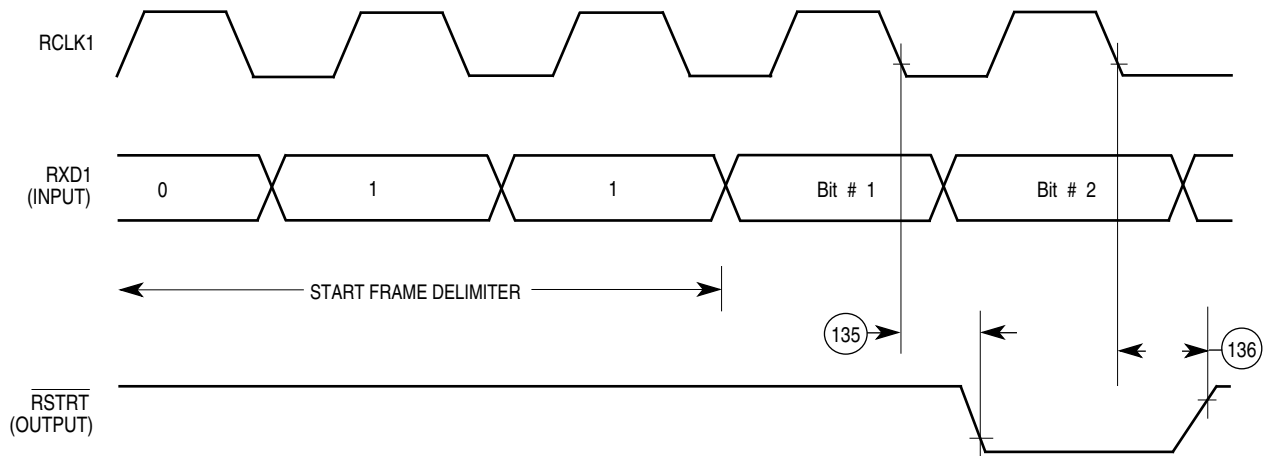 RCLK1
RXD1
(INPUT)
0
1
1
Bit # 1
Bit # 2
START FRAME DELIMITER
135
136
RSTRT
(OUTPUT)